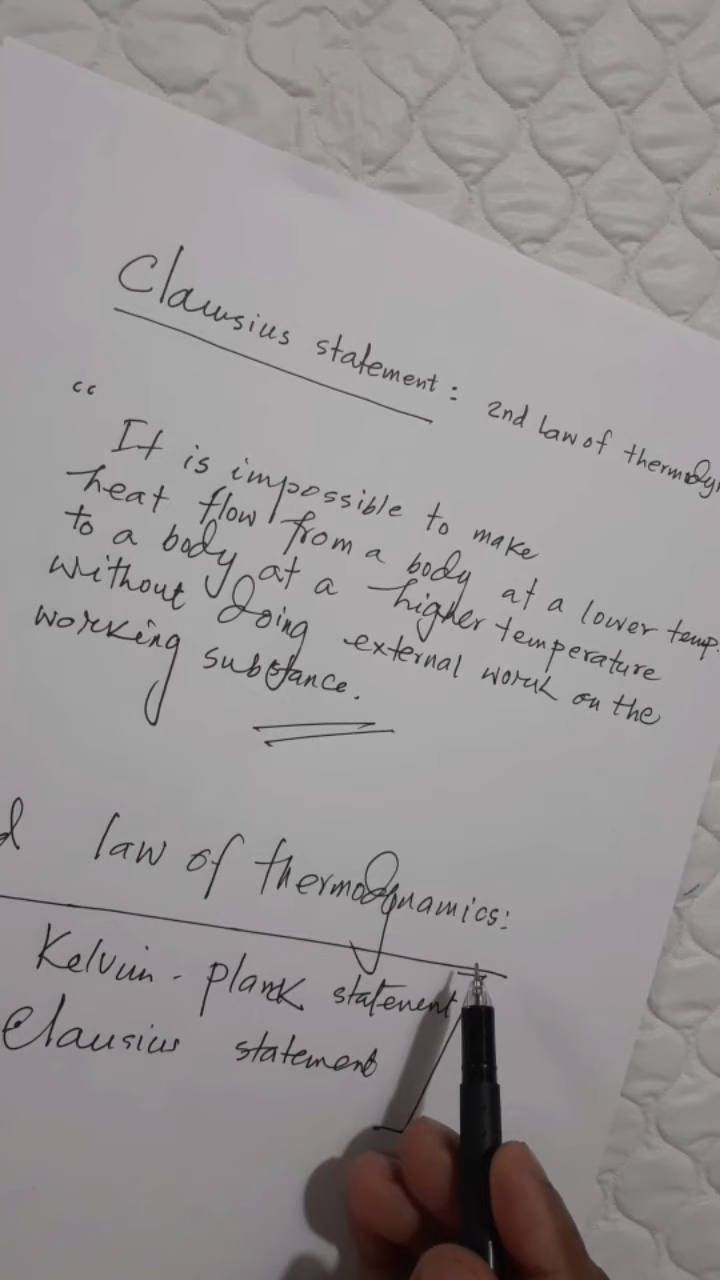 Clausius statement: 2nd law of thermody
“
It is impossible to make
heat flow from a body at a lower temp.
to a body at a higher temperature
without doing external work on the
working substance.
d law of thermodynamics:
Kelvin - plank statement
Clausius statement